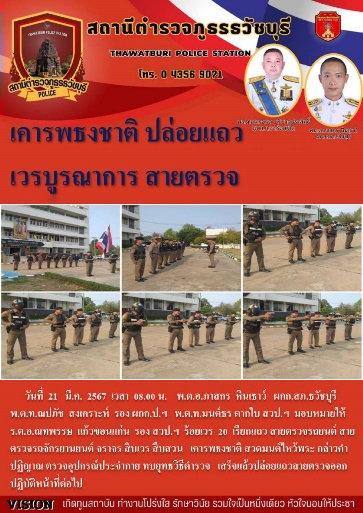 สถานีตำรวจภูธรธวัชบุรี
THAWATBURI POLICE STATION
โทร. 0 4356 9021
THAWATBURI POLICE STATION
สถานีตำรวจภูธรธวัชบุรี
POLICE
เคารพธงชาติ ปล่อยแถว
เวรบูรณาการ สายตรวจ
วันที่ 21 มี.ค. 2567 เวลา 08.00 น. พ.ต.อ.ภาสกร หินเธาว์ ผกก.สภ.ธวัชบุรี
พ.ต.ท.ณปภัช สงเคราะห์ รอง ผกก.ป.ฯ พ.ต.ท.มนต์ธร สวป.ฯ มอบหมายให้
ร.ต.อ.ณทพรรษ แก้วขอนแก่น รอง สวป.ฯ ร้อยเวร 20 เรียกแถว สายตรวจรถยนต์ สาย
ตรวจรถจักรยานยนต์ จราจร สิบเวร สืบสวน เคารพธงชาติ สวดมนต์ไหว้พระ กล่าวคำ
ปฏิญาณ ตรวจอุปกรณ์ประจำกาย ทบยุทธวิธีตำรวจ เสร็จแล้วปล่อยแถวสายตรวจออก
ปฏิบัติหน้าที่ต่อไป
VISION เทิดทูนสถาบัน ทำงานโปร่งใส รักษาวินัย รวมใจเป็นหนึ่งเดียว หัวใจมอบให้ประชา